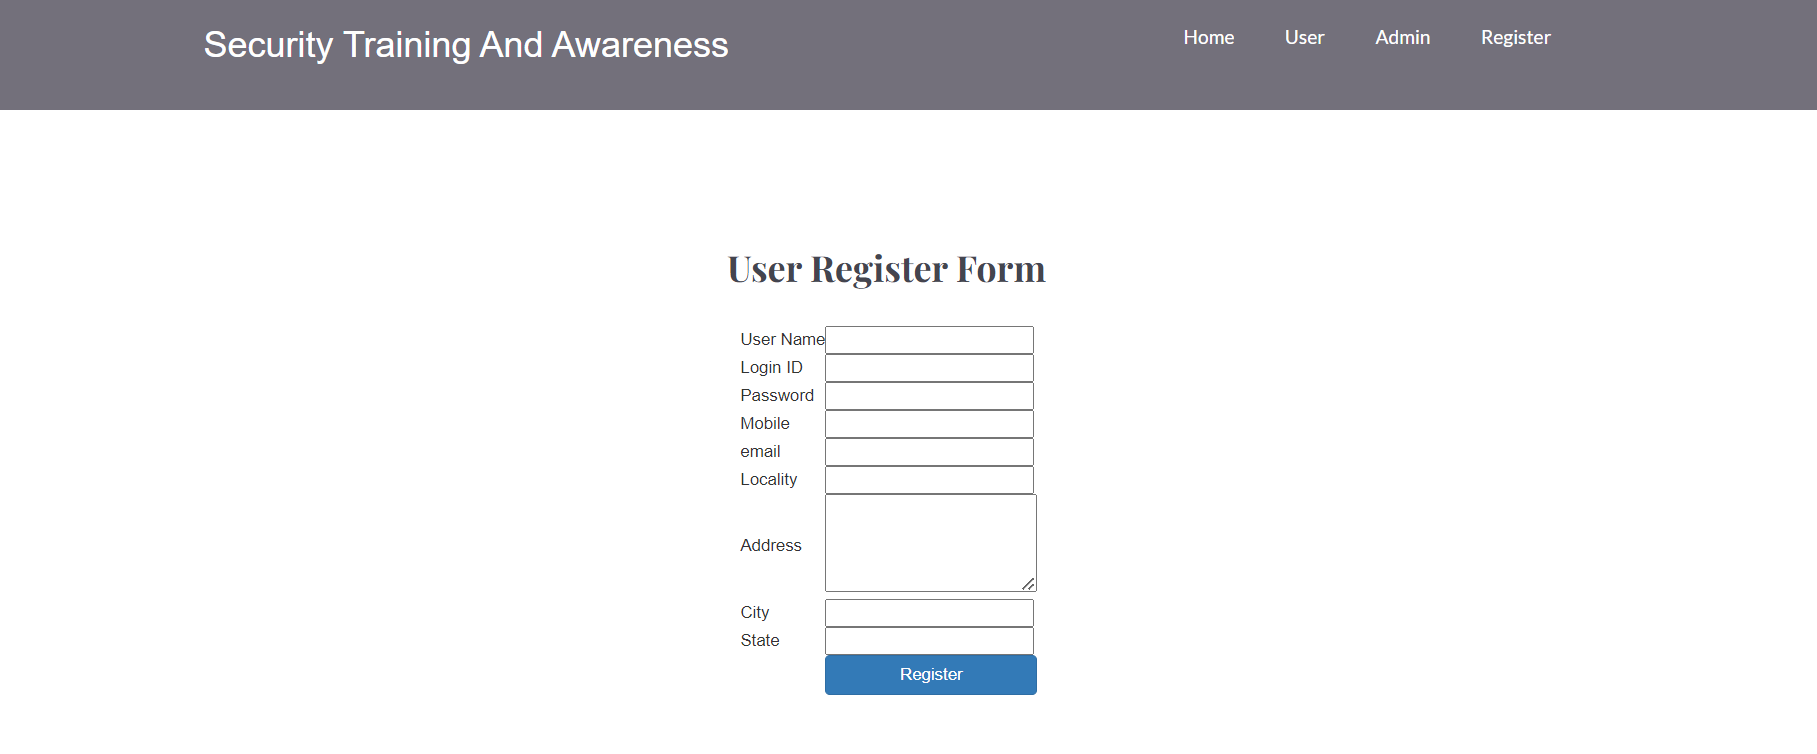 Security Training And Awareness
Home User Admin Register
User Register Form
User Name
Login ID
Password
Mobile
email
Locality
Address
City
State
Register